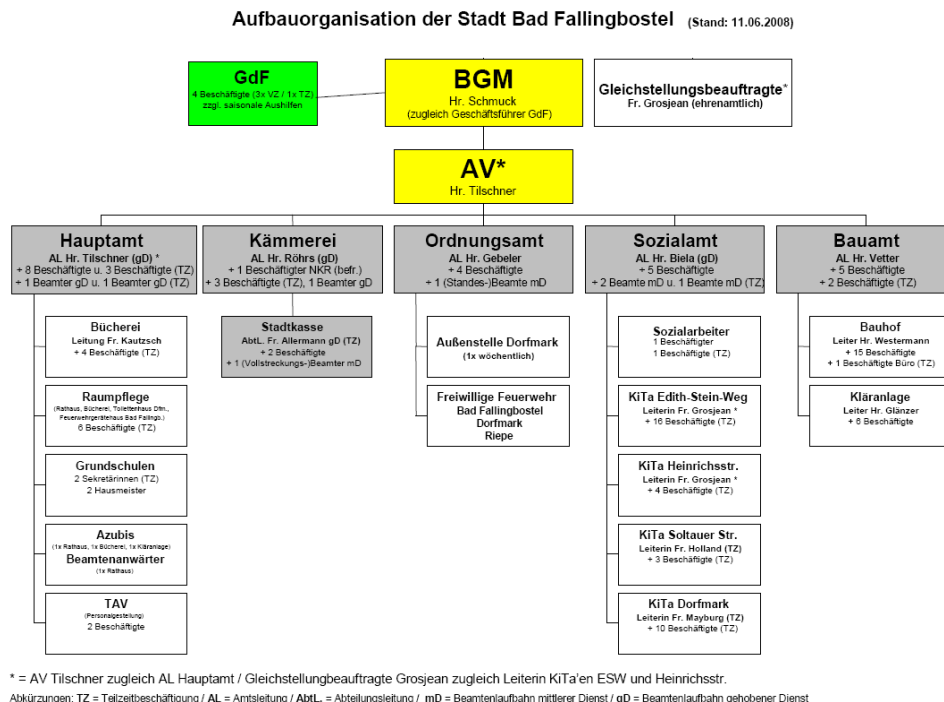 Aufbauorganisation der Stadt Bad Fallingbostel (Stand: 11.06.2008)
GdF
4 Beschäftigte (3x VZ / 1x TZ)
zzgl. saisonale Aushilfen
BGM
Hr. Schmuck
(zugleich Geschäftsführer GdF)
Gleichstellungsbeauftragte*
Fr. Grosjean (ehrenamtlich)
AV*
Hr. Tilschner
Hauptamt
AL Hr. Tilschner (gD) *
+ 8 Beschäftigte u. 3 Beschäftigte (TZ)
+ 1 Beamter gD u. 1 Beamter gD (TZ)
Bücherei
Leitung Fr. Kautzsch
+ 4 Beschäftigte (TZ)
Raumpflege
(Rathaus, Bücherei, Toilettenhaus Dfm.,
Feuerwehrgerätehaus Bad Fallingb.)
6 Beschäftigte (TZ)
Grundschulen
2 Sekretärinnen (TZ)
2 Hausmeister
Azubis
(1x Rathaus, 1x Bücherei, 1x Kläranlage)
Beamtenanwärter
(1x Rathaus)
TAV
(Personalgestellung)
2 Beschäftigte
Kämmerei
AL Hr. Röhrs (gD)
+ 1 Beschäftigter NKR (befr.)
+ 3 Beschäftigte (TZ), 1 Beamter gD
Stadtkasse
AbtL. Fr. Allermann gD (TZ)
+ 2 Beschäftigte
+ 1 (Vollstreckungs-)Beamter mD
Ordnungsamt
AL Hr. Gebeler
+ 4 Beschäftigte
+ 1 (Standes-)Beamte mD
Außenstelle Dorfmark
(1x wöchentlich)
Freiwillige Feuerwehr
Bad Fallingbostel
Dorfmark
Riepe
Sozialamt
AL Hr. Biela (gD)
+ 5 Beschäftigte
+ 2 Beamte mD u. 1 Beamte mD (TZ)
Sozialarbeiter
1 Beschäftigter
1 Beschäftigte (TZ)
KiTa Edith-Stein-Weg
Leiterin Fr. Grosjean *
+ 16 Beschäftigte (TZ)
KiTa Heinrichsstr.
Leiterin Fr. Grosjean *
+ 4 Beschäftigte (TZ)
KiTa Soltauer Str.
Leiterin Fr. Holland (TZ)
+ 3 Beschäftigte (TZ)
KiTa Dorfmark
Leiterin Fr. Mayburg (TZ)
+ 10 Beschäftigte (TZ)
Bauamt
AL Hr. Vetter
+ 5 Beschäftigte
+ 2 Beschäftigte (TZ)
Bauhof
Leiter Hr. Westermann
+ 15 Beschäftigte
+ 1 Beschäftigte Büro (TZ)
Kläranlage
Leiter Hr. Glänzer
+ 6 Beschäftigte
* = AV Tilschner zugleich AL Hauptamt / Gleichstellungsbeauftragte Grosjean zugleich Leiterin KiTa'en ESW und Heinrichsstr.
Abkürzungen: TZ = Teilzeitbeschäftigung / AL = Amtsleitung / AbtL. = Abteilungsleitung / mD = Beamtenlaufbahn mittlerer Dienst / gD = Beamtenlaufbahn gehobener Dienst